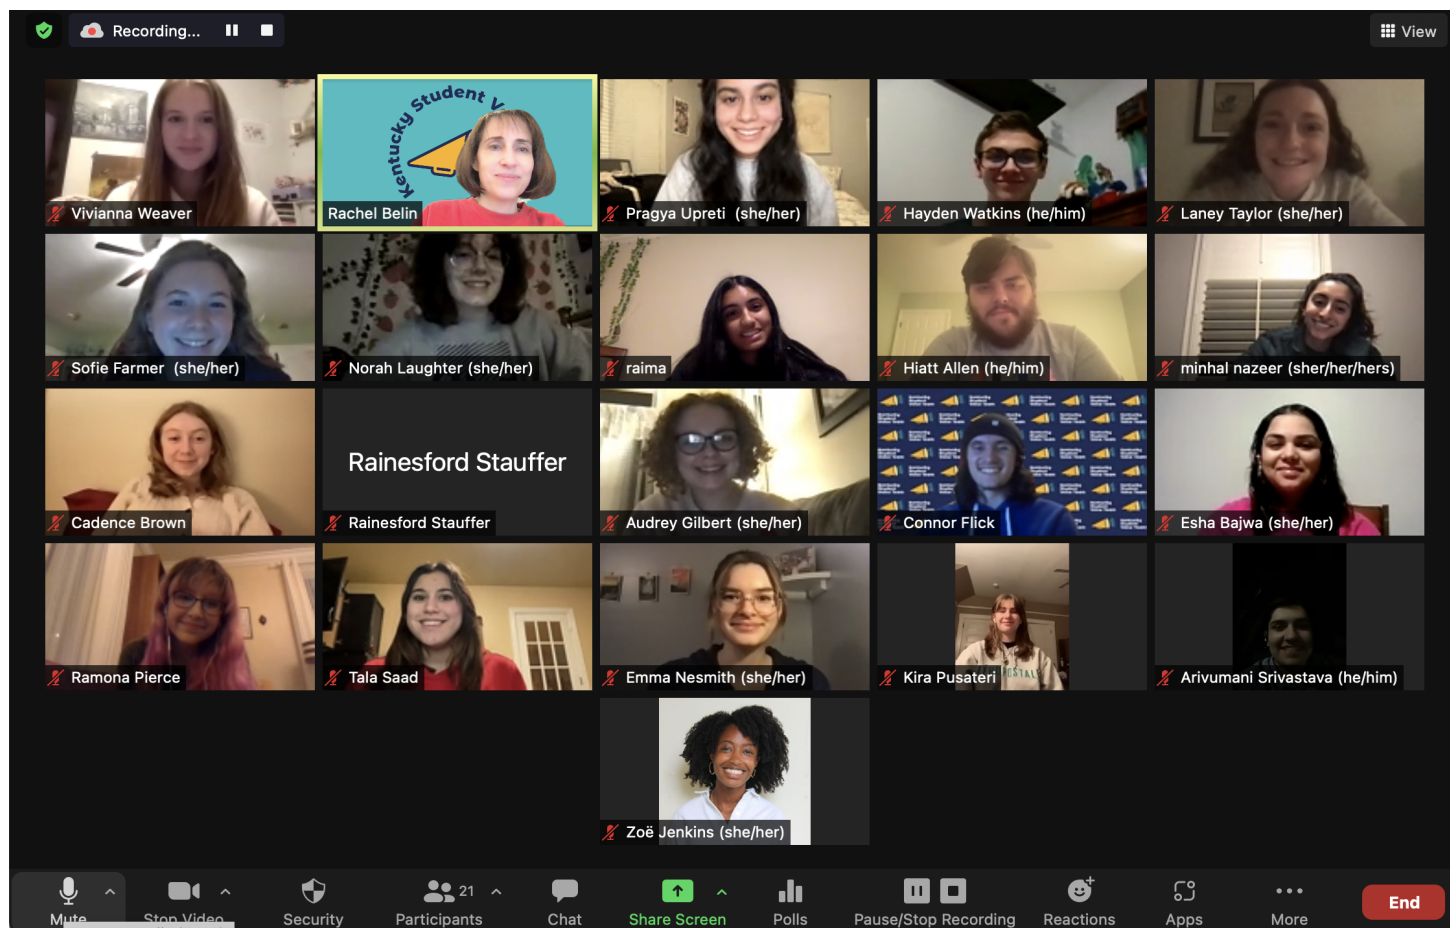 Recording...
View
Kentucky Student V
Vivianna Weaver
Rachel Belin
Pragya Upreti (she/her)
Hayden Watkins (he/him)
Laney Taylor (she/her)
Sofie Farmer (she/her)
Norah Laughter (she/her)
raima
Hiatt Allen (he/him)
minhal nazeer (sher/her/hers)
Cadence Brown
Rainesford Stauffer
Rainesford Stauffer
Audrey Gilbert (she/her)
Connor Flick
Esha Bajwa (she/her)
Ramona Pierce
Tala Saad
Emma Nesmith (she/her)
Kira Pusateri
Arivumani Srivastava (he/him)
Zoë Jenkins (she/her)
21
Mute
Stop Video
Security
Participants
Chat
Share Screen
Polls
Pause/Stop Recording
Reactions
Apps
More
End